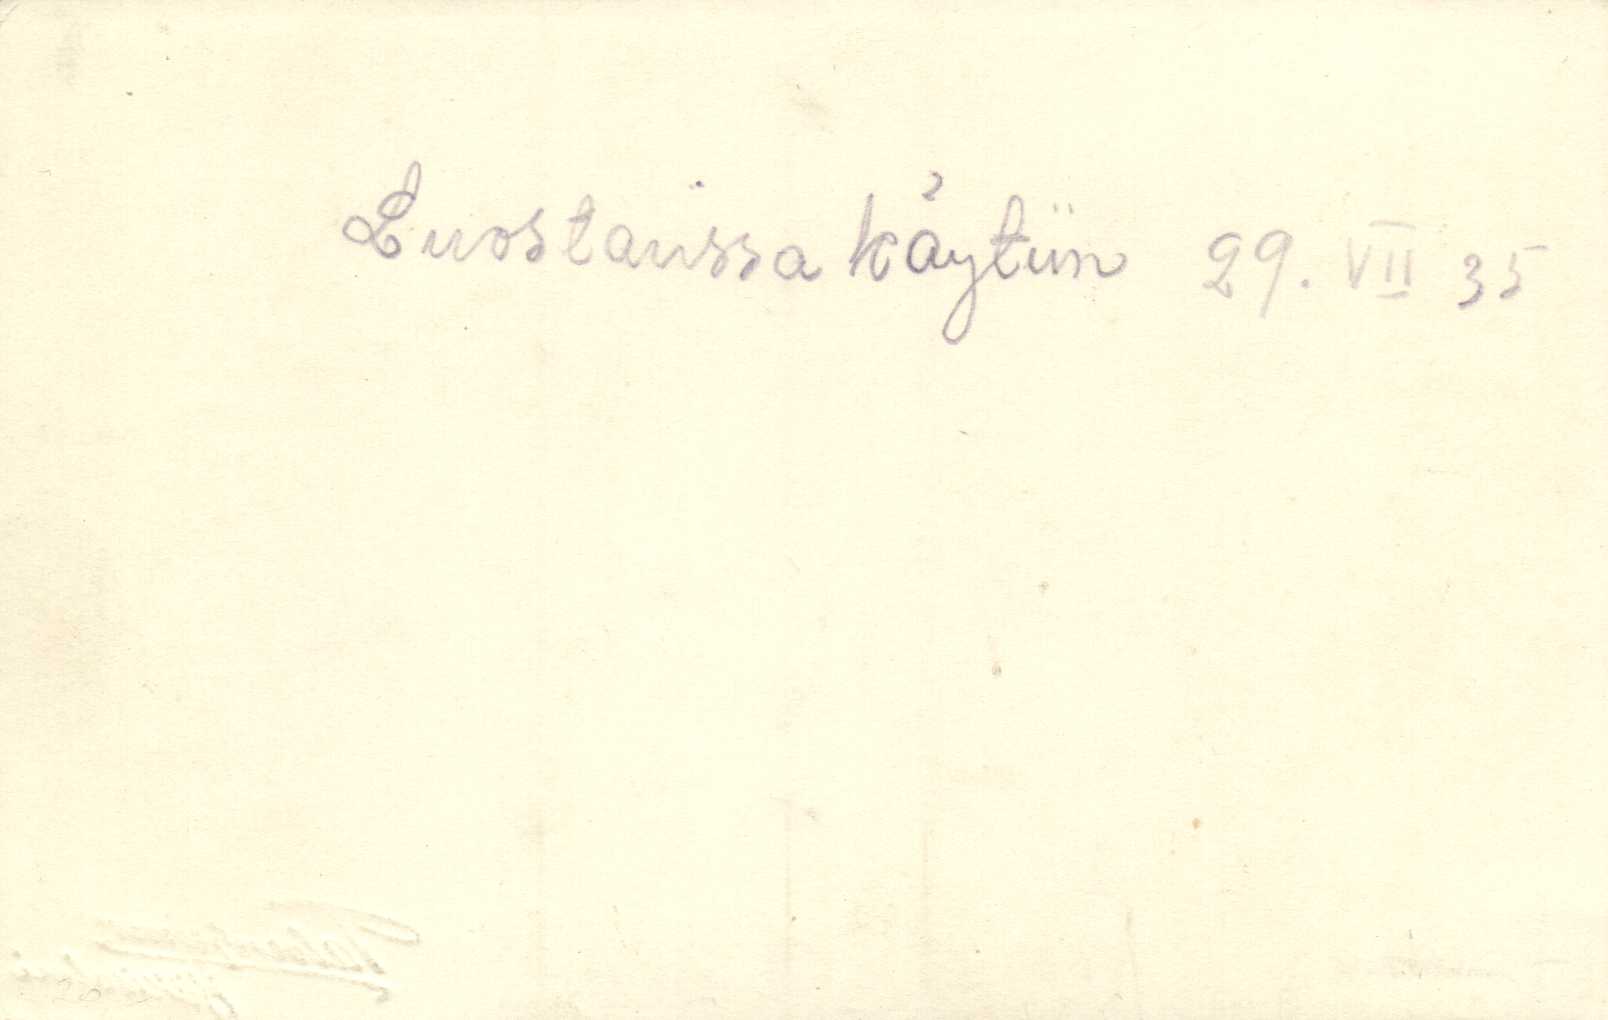 Luostarissa käytiin 29. VII 35